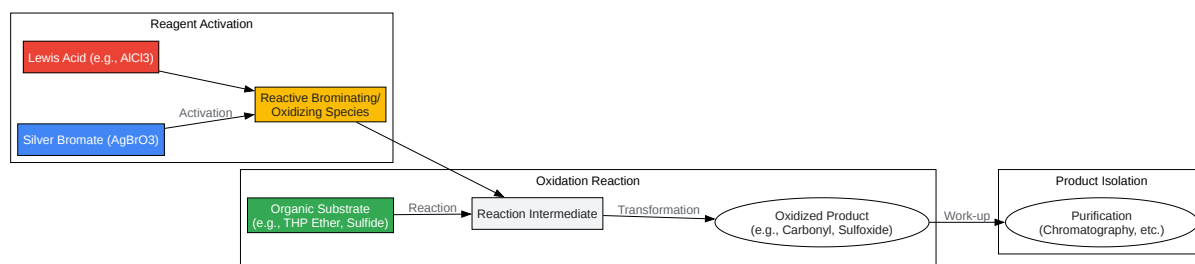 Reagent Activation
Lewis Acid (e.g., AlCl3)
Reactive Brominating/
Oxidizing Species
Activation
Silver Bromate (AgBrO3)
Oxidation Reaction
Product Isolation
Organic Substrate
(e.g., THP Ether, Sulfide)
Reaction
Reaction Intermediate
Transformation
Oxidized Product
(e.g., Carbonyl, Sulfoxide)
Work-up
Purification
(Chromatography, etc.)